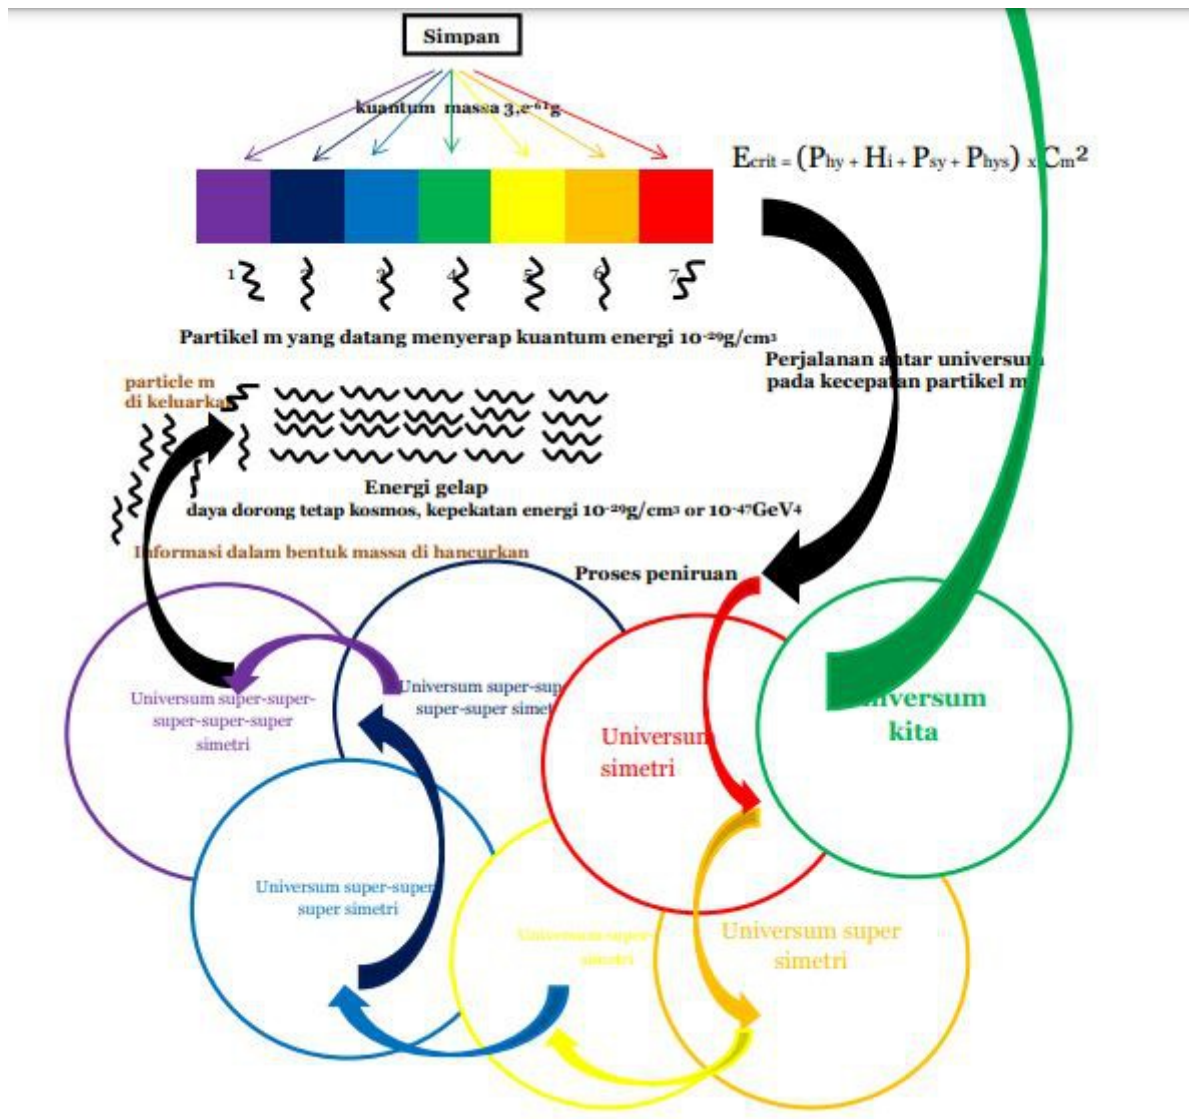 Simpan
kuantum massa 3,e-61g
Ecrit = (Phy + Hi + Psy + Phys) x Cm²
1 2 3 4 5 6 7
Partikel m yang datang menyerap kuantum energi 10-29g/cm³
Perjalanan antar universum
pada kecepatan partikel m
particle m
di keluarkan
Energi gelap
daya dorong tetap kosmos, kepekatan energi 10-29g/cm³ or 10-47GeV4
Informasi dalam bentuk massa di hancurkan
Proses peniruan
Universum super-super-
super-super-super
simetri
Universum super-sup
super-super simet
Universum
simetri
Universum
kita
Universum super-super
super simetri
Universum super-
simetri
Universum super
simetri